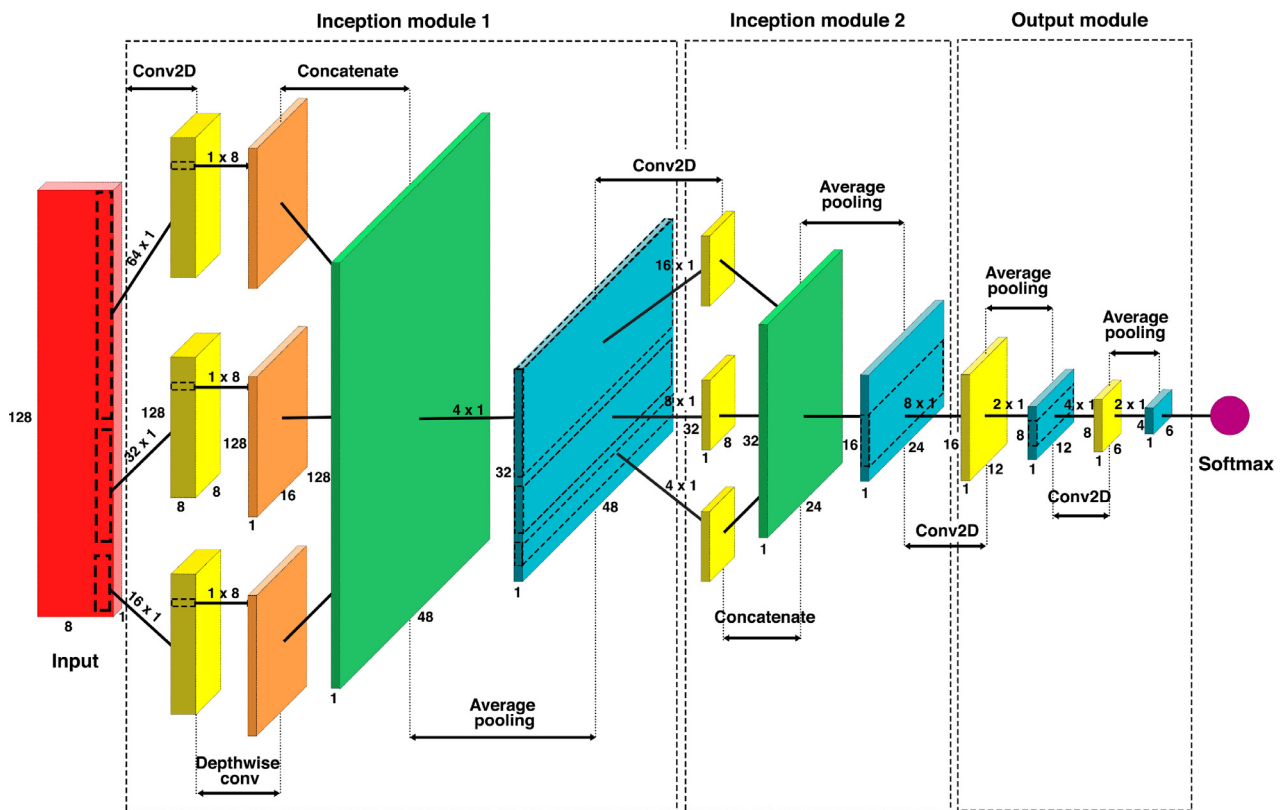 Inception module 1
Inception module 2
Output module
Conv2D
Concatenate
Conv2D
Average
pooling
Average
pooling
Average
pooling
1 x 8
64 x 1
16 x 1
128
128
32 x 1
1 x 8
8
8
128
16
1
128
4 x 1
32
48
1
8 x 1
32
8
1
32
24
1
16
8 x 1
24
1
16
12
1
2 x 1
8
12
1
4 x 1
8
6
1
2 x 1
4
6
1
Softmax
8
1
Input
16 x 1
1 x 8
48
1
4 x 1
Conv2D
Conv2D
Concatenate
Average
pooling
Depthwise
conv